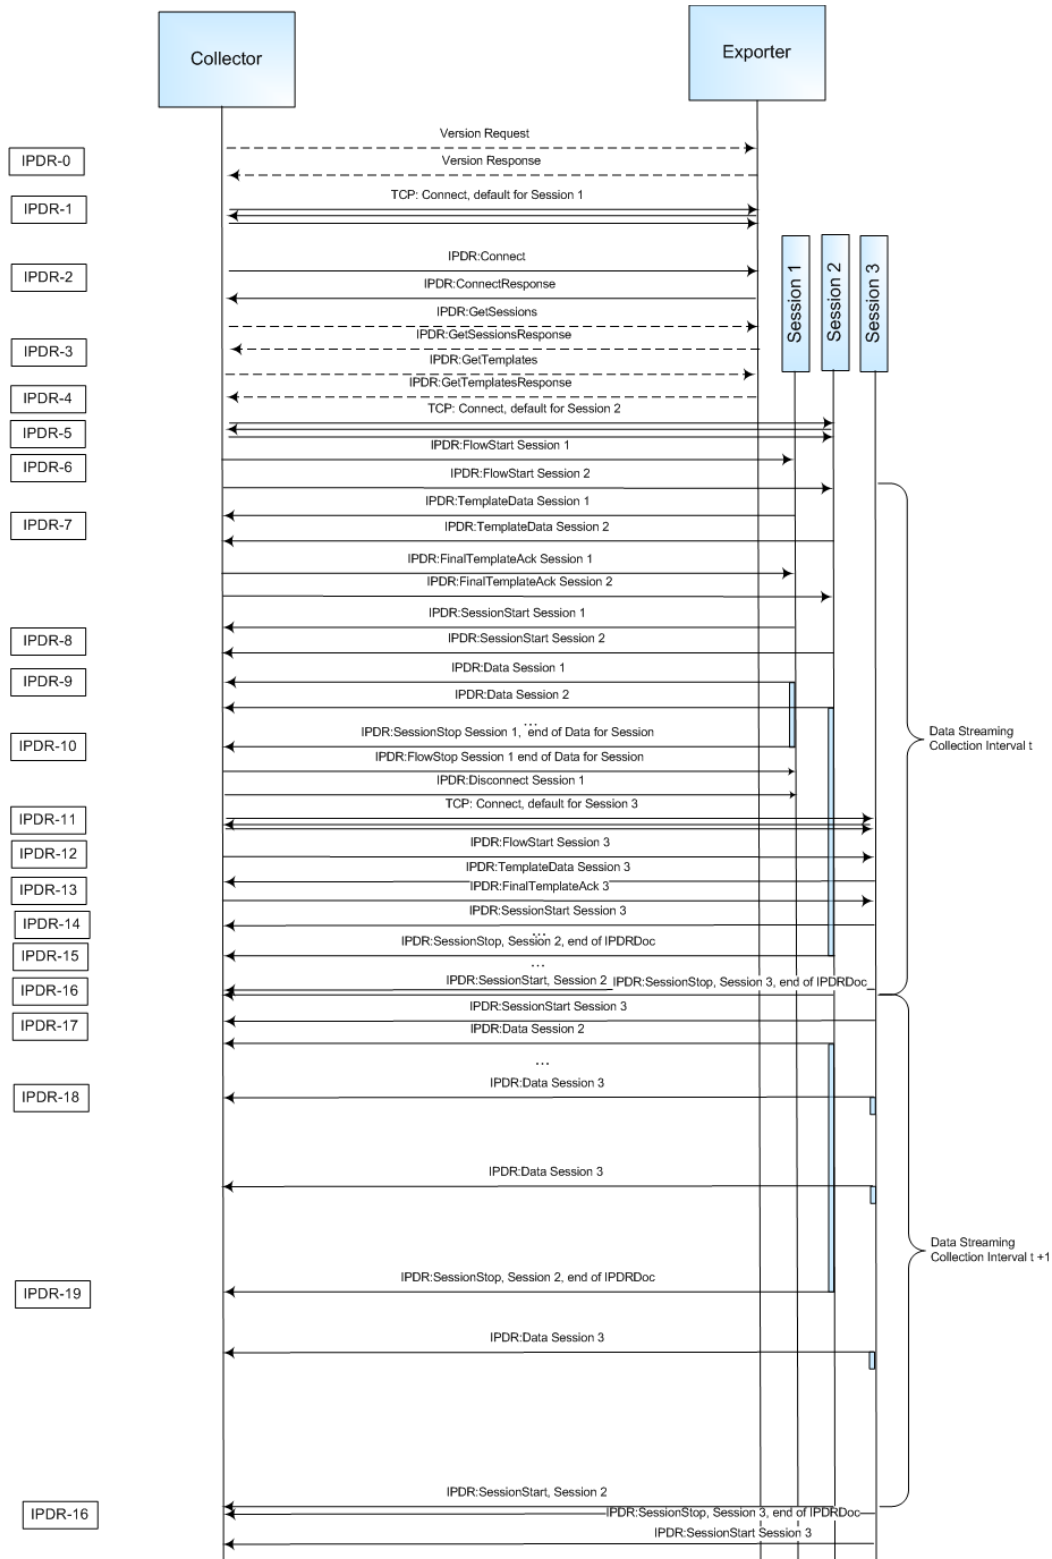 Collector
Exporter
Version Request
IPDR-0
Version Response
TCP: Connect, default for Session 1
IPDR-1
IPDR:Connect
IPDR-2
IPDR:ConnectResponse
Session 1
Session 2
Session 3
IPDR:GetSessions
IPDR:GetSessionsResponse
IPDR-3
IPDR:GetTemplates
IPDR:GetTemplatesResponse
IPDR-4
TCP: Connect, default for Session 2
IPDR-5
IPDR:FlowStart Session 1
IPDR-6
IPDR:FlowStart Session 2
IPDR:TemplateData Session 1
IPDR-7
IPDR:TemplateData Session 2
IPDR:FinalTemplateAck Session 1
IPDR:FinalTemplateAck Session 2
IPDR:SessionStart Session 1
IPDR-8
IPDR:SessionStart Session 2
IPDR:Data Session 1
IPDR-9
IPDR:Data Session 2
...
IPDR:SessionStop Session 1, end of Data for Session
Data Streaming
Collection Interval t
IPDR-10
IPDR:FlowStop Session 1 end of Data for Session
IPDR:Disconnect Session 1
TCP: Connect, default for Session 3
IPDR-11
IPDR:FlowStart Session 3
IPDR-12
IPDR:TemplateData Session 3
IPDR-13
IPDR:FinalTemplateAck 3
IPDR:SessionStart Session 3
IPDR-14
...
IPDR:SessionStop, Session 2, end of IPDRDoc
IPDR-15
...
IPDR:SessionStart, Session 2
IPDR:SessionStop, Session 3, end of IPDRDoc
IPDR-16
IPDR:SessionStart Session 3
IPDR-17
IPDR:Data Session 2
...
IPDR:Data Session 3
IPDR-18
IPDR:Data Session 3
Data Streaming
Collection Interval t +1
IPDR:SessionStop, Session 2, end of IPDRDoc
IPDR-19
IPDR:Data Session 3
IPDR:SessionStart, Session 2
IPDR-16
IPDR:SessionStop, Session 3, end of IPDRDoc
IPDR:SessionStart Session 3